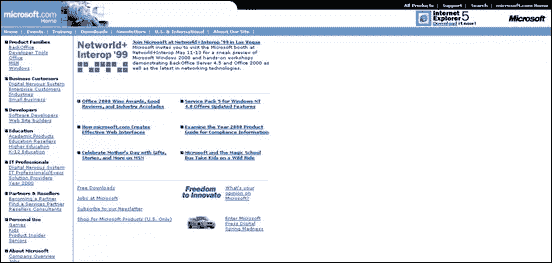 microsoft.com
Home
All Products | Support | Search | microsoft.com Home
Internet
Explorer 5
Download it now!
Microsoft
Home | Events | Training | Downloads | Newsletters | U.S. & International | About Our Site
Product Families
BackOffice
Developer Tools
Office
MSN
Windows
Business Customers
Digital Nervous System
Enterprise Customers
Industries
Small Business
Developers
Software Developers
Web Site Builders
Education
Academic Products
Education Resellers
Higher Education
K-12 Education
IT Professionals
Digital Nervous System
IT Professionals/Execs
Solution Providers
Year 2000
Partners & Resellers
Becoming a Partner
Find a Services Partner
Resellers Consultants
Personal Use
Games
Kids
Product Insider
Seniors
About Microsoft
Company Overview
Jobs
Networld+
Interop '99
Join Microsoft at Networld+Interop '99 in Las Vegas
Microsoft invites you to visit the Microsoft booth at
Networld+Interop May 11-13 for a sneak preview of
Microsoft Windows 2000 and hands-on workshops
demonstrating BackOffice Server 4.5 and Office 2000 as
well as the latest in networking technologies.
Office 2000 Wins Awards, Good
Reviews, and Industry Accolades
Service Pack 5 for Windows NT
4.0 Offers Updated Features
How microsoft.com Creates
Effective Web Interfaces
Examine the Year 2000 Product
Guide for Compliance Information
Celebrate Mother's Day with Gifts,
Stories, and More on MSN
Microsoft and The Magic School
Bus Take Kids on a Wild Ride
Free Downloads
Jobs at Microsoft
Subscribe to our Newsletter
Shop for Microsoft Products (U.S. Only)
Freedom
to Innovate
What's your
opinion on
Microsoft?
Enter Microsoft
Press Digital
Spring Madness